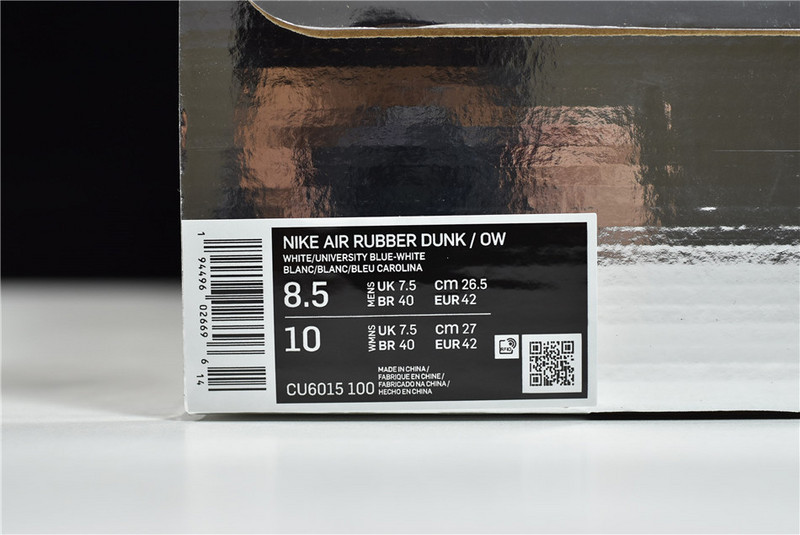 NIKE AIR RUBBER DUNK / OW
WHITE/UNIVERSITY BLUE-WHITE
BLANC/BLANC/BLEU CAROLINA
8.5 MENS UK 7.5 cm 26.5
BR 40 EUR 42
10 WMNS UK 7.5 cm 27
BR 40 EUR 42
CU6015 100
MADE IN CHINA /
FABRIQUE EN CHINE /
FABRICADO NA CHINA /
HECHO EN CHINA
RFID
1 94496 02669 6 14